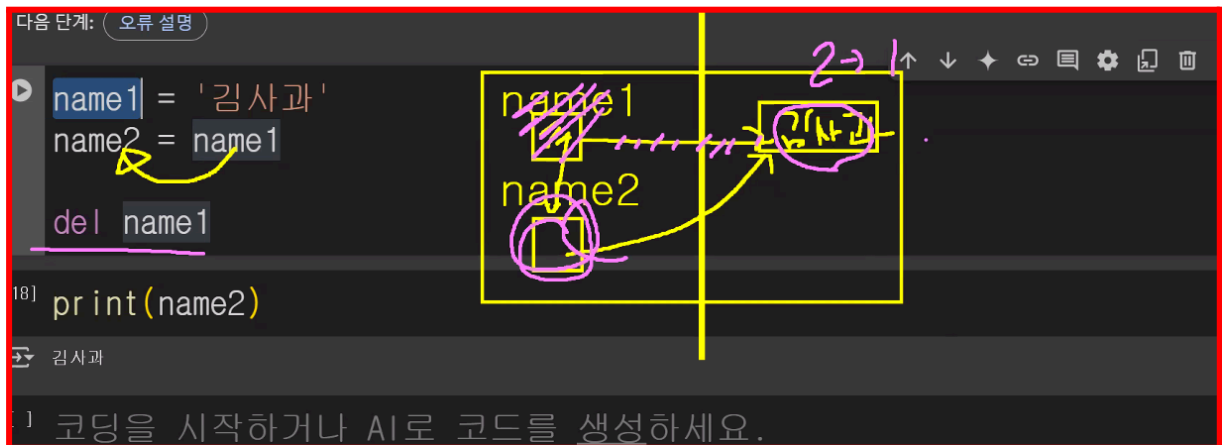 다음 단계: 오류 설명
name1 = '김사과'
name2 = name1
del name1
name1
name2
2→1
김사과
18] print(name2)
김사과
[ ] 코딩을 시작하거나 AI로 코드를 생성하세요.